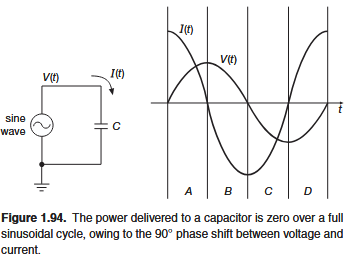 I(t)
V(t)
V(t)
I(t)
sine
wave
C
t
A B C D
Figure 1.94. The power delivered to a capacitor is zero over a full
sinusoidal cycle, owing to the 90° phase shift between voltage and
current.